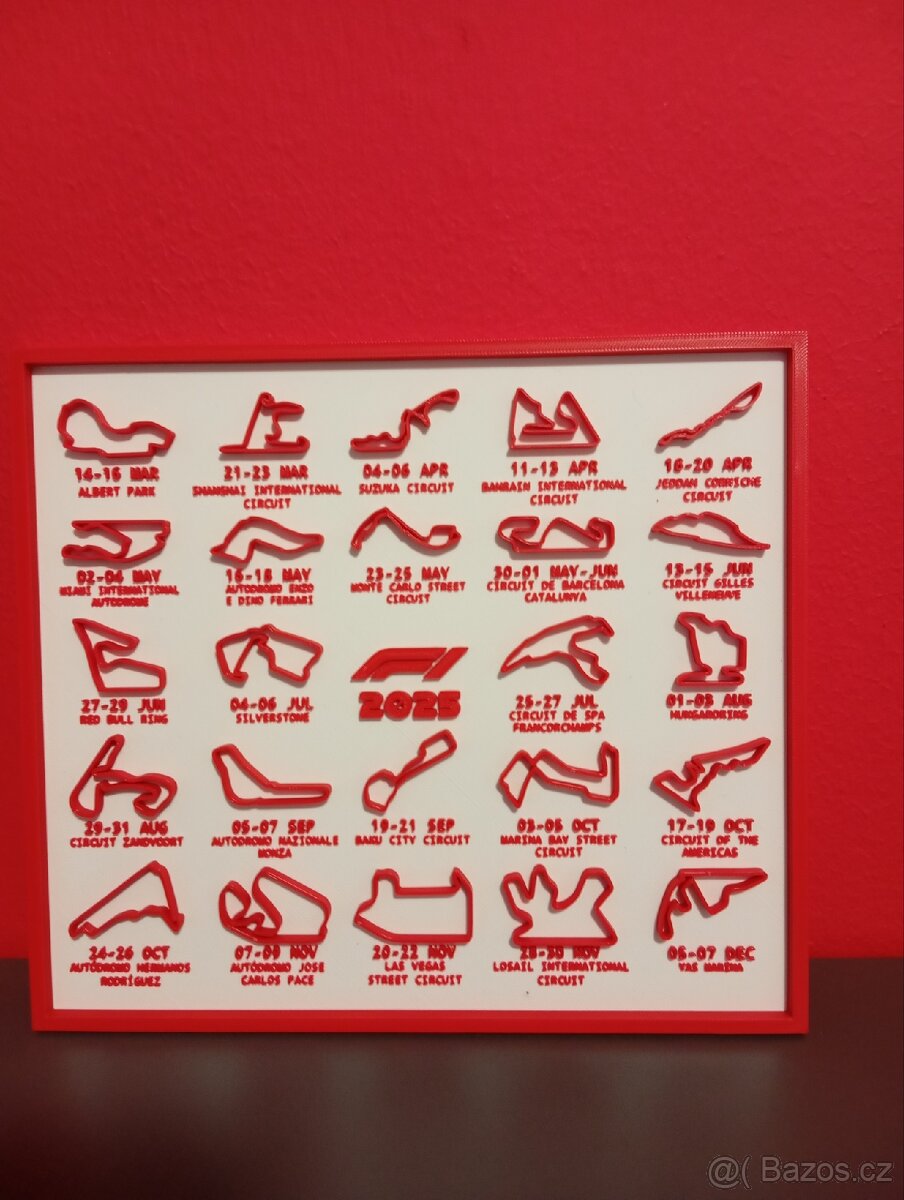 14-16 MAR
ALBERT PARK
21-23 MAR
SHANGHAI INTERNATIONAL
CIRCUIT
04-06 APR
SUZUKA CIRCUIT
11-13 APR
BAHRAIN INTERNATIONAL
CIRCUIT
18-20 APR
JEDDAH CORNICHE
CIRCUIT
02-04 MAY
MIAMI INTERNATIONAL
AUTODROME
16-18 MAY
AUTODROMO ENZO
E DINO FERRARI
23-25 MAY
MONTE CARLO STREET
CIRCUIT
30-01 MAY-JUN
CIRCUIT DE BARCELONA
CATALUNYA
13-15 JUN
CIRCUIT GILLES
VILLENEUVE
27-29 JUN
RED BULL RING
04-06 JUL
SILVERSTONE
F1
2025
25-27 JUL
CIRCUIT DE SPA
FRANCORCHAMPS
01-03 AUG
HUNGARORING
29-31 AUG
CIRCUIT ZANDVOORT
05-07 SEP
AUTODROMO NAZIONALE
MONZA
19-21 SEP
BAKU CITY CIRCUIT
03-05 OCT
MARINA BAY STREET
CIRCUIT
17-19 OCT
CIRCUIT OF THE
AMERICAS
24-26 OCT
AUTÓDROMO HERMANOS
RODRÍGUEZ
07-09 NOV
AUTÓDROMO JOSE
CARLOS PACE
20-22 NOV
LAS VEGAS
STREET CIRCUIT
28-30 NOV
LOSAIL INTERNATIONAL
CIRCUIT
05-07 DEC
YAS MARINA
@( Bazos.cz